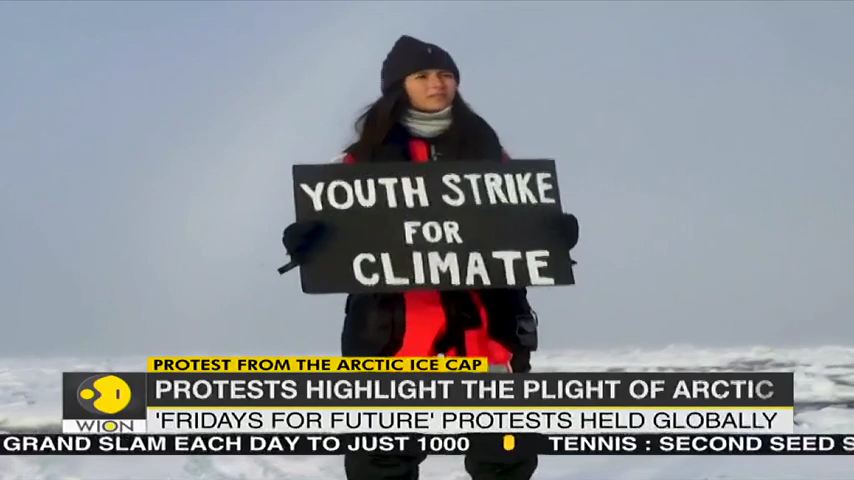 YOUTH STRIKE
FOR
CLIMATE
PROTEST FROM THE ARCTIC ICE CAP
PROTESTS HIGHLIGHT THE PLIGHT OF ARCTIC
'FRIDAYS FOR FUTURE' PROTESTS HELD GLOBALLY
WION
GRAND SLAM EACH DAY TO JUST 1000 TENNIS : SECOND SEED S